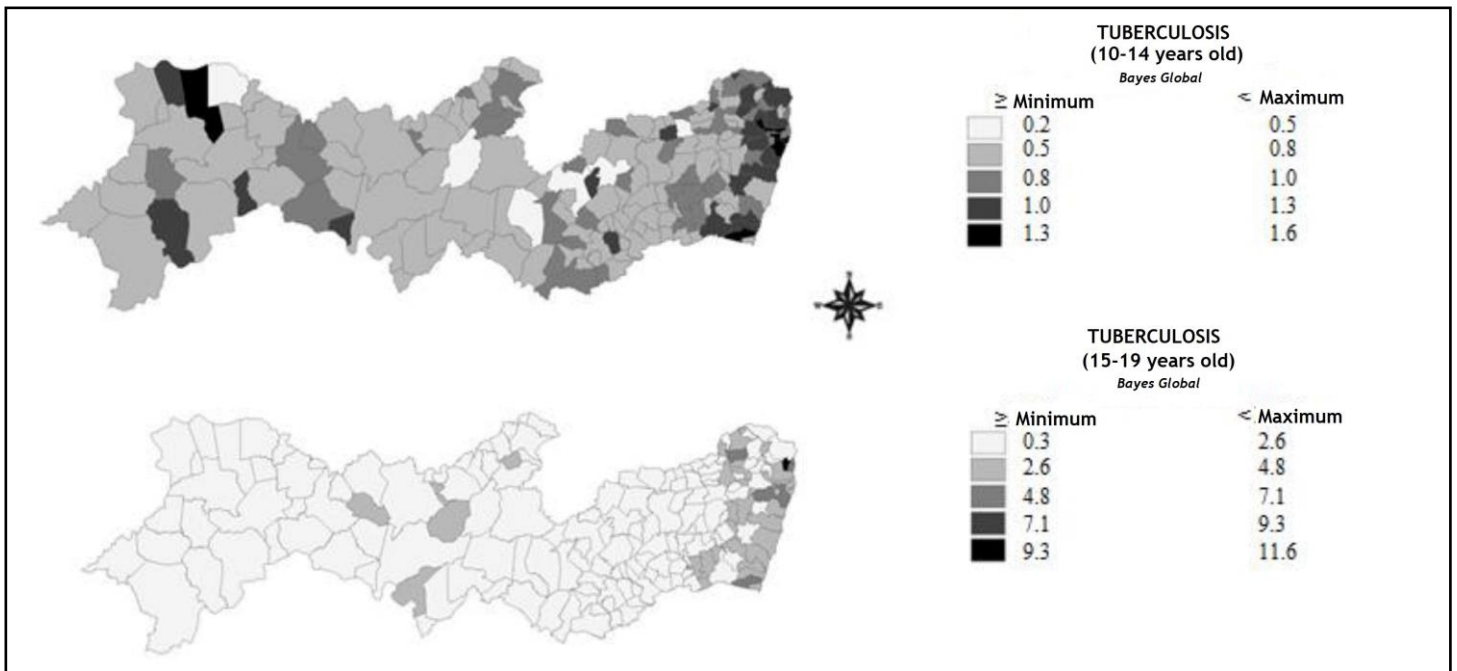 TUBERCULOSIS
(10-14 years old)
Bayes Global
≥ Minimum < Maximum
0.2 0.5
0.5 0.8
0.8 1.0
1.0 1.3
1.3 1.6
TUBERCULOSIS
(15-19 years old)
Bayes Global
≥ Minimum < Maximum
0.3 2.6
2.6 4.8
4.8 7.1
7.1 9.3
9.3 11.6